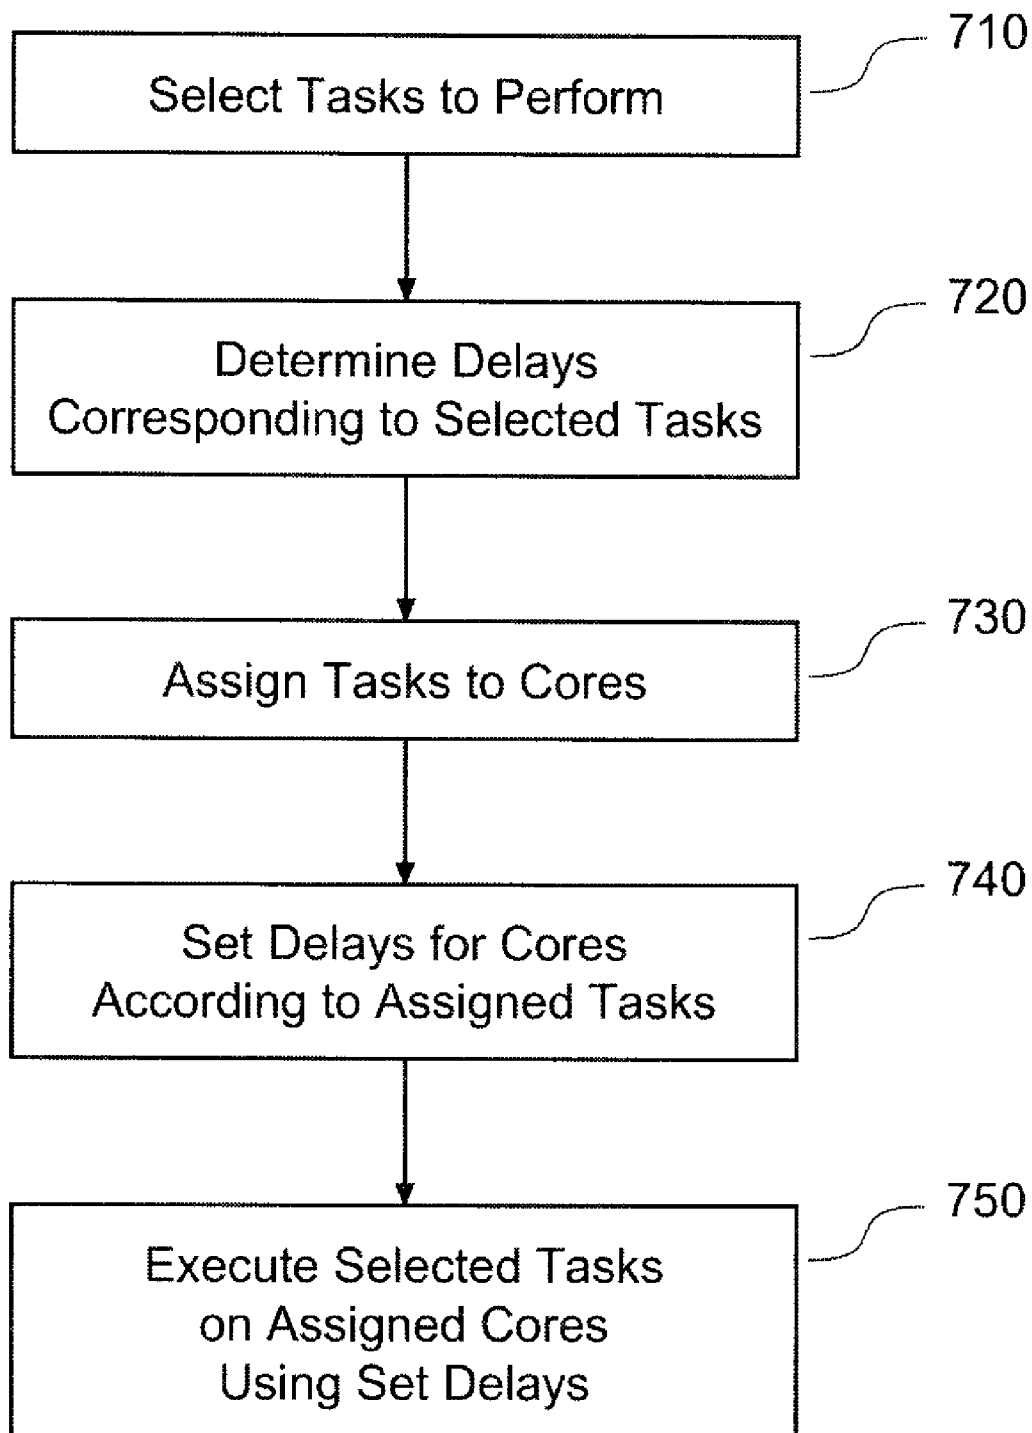 710
Select Tasks to Perform
720
Determine Delays
Corresponding to Selected Tasks
730
Assign Tasks to Cores
740
Set Delays for Cores
According to Assigned Tasks
750
Execute Selected Tasks
on Assigned Cores
Using Set Delays